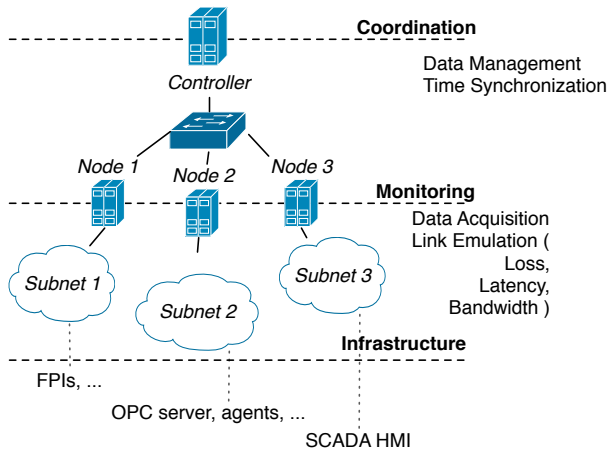 Coordination
Data Management
Time Synchronization
Controller
Node 1
Node 2
Node 3
Monitoring
Data Acquisition
Link Emulation (
Loss,
Latency,
Bandwidth )
Subnet 1
Subnet 2
Subnet 3
Infrastructure
FPIs, ...
OPC server, agents, ...
SCADA HMI